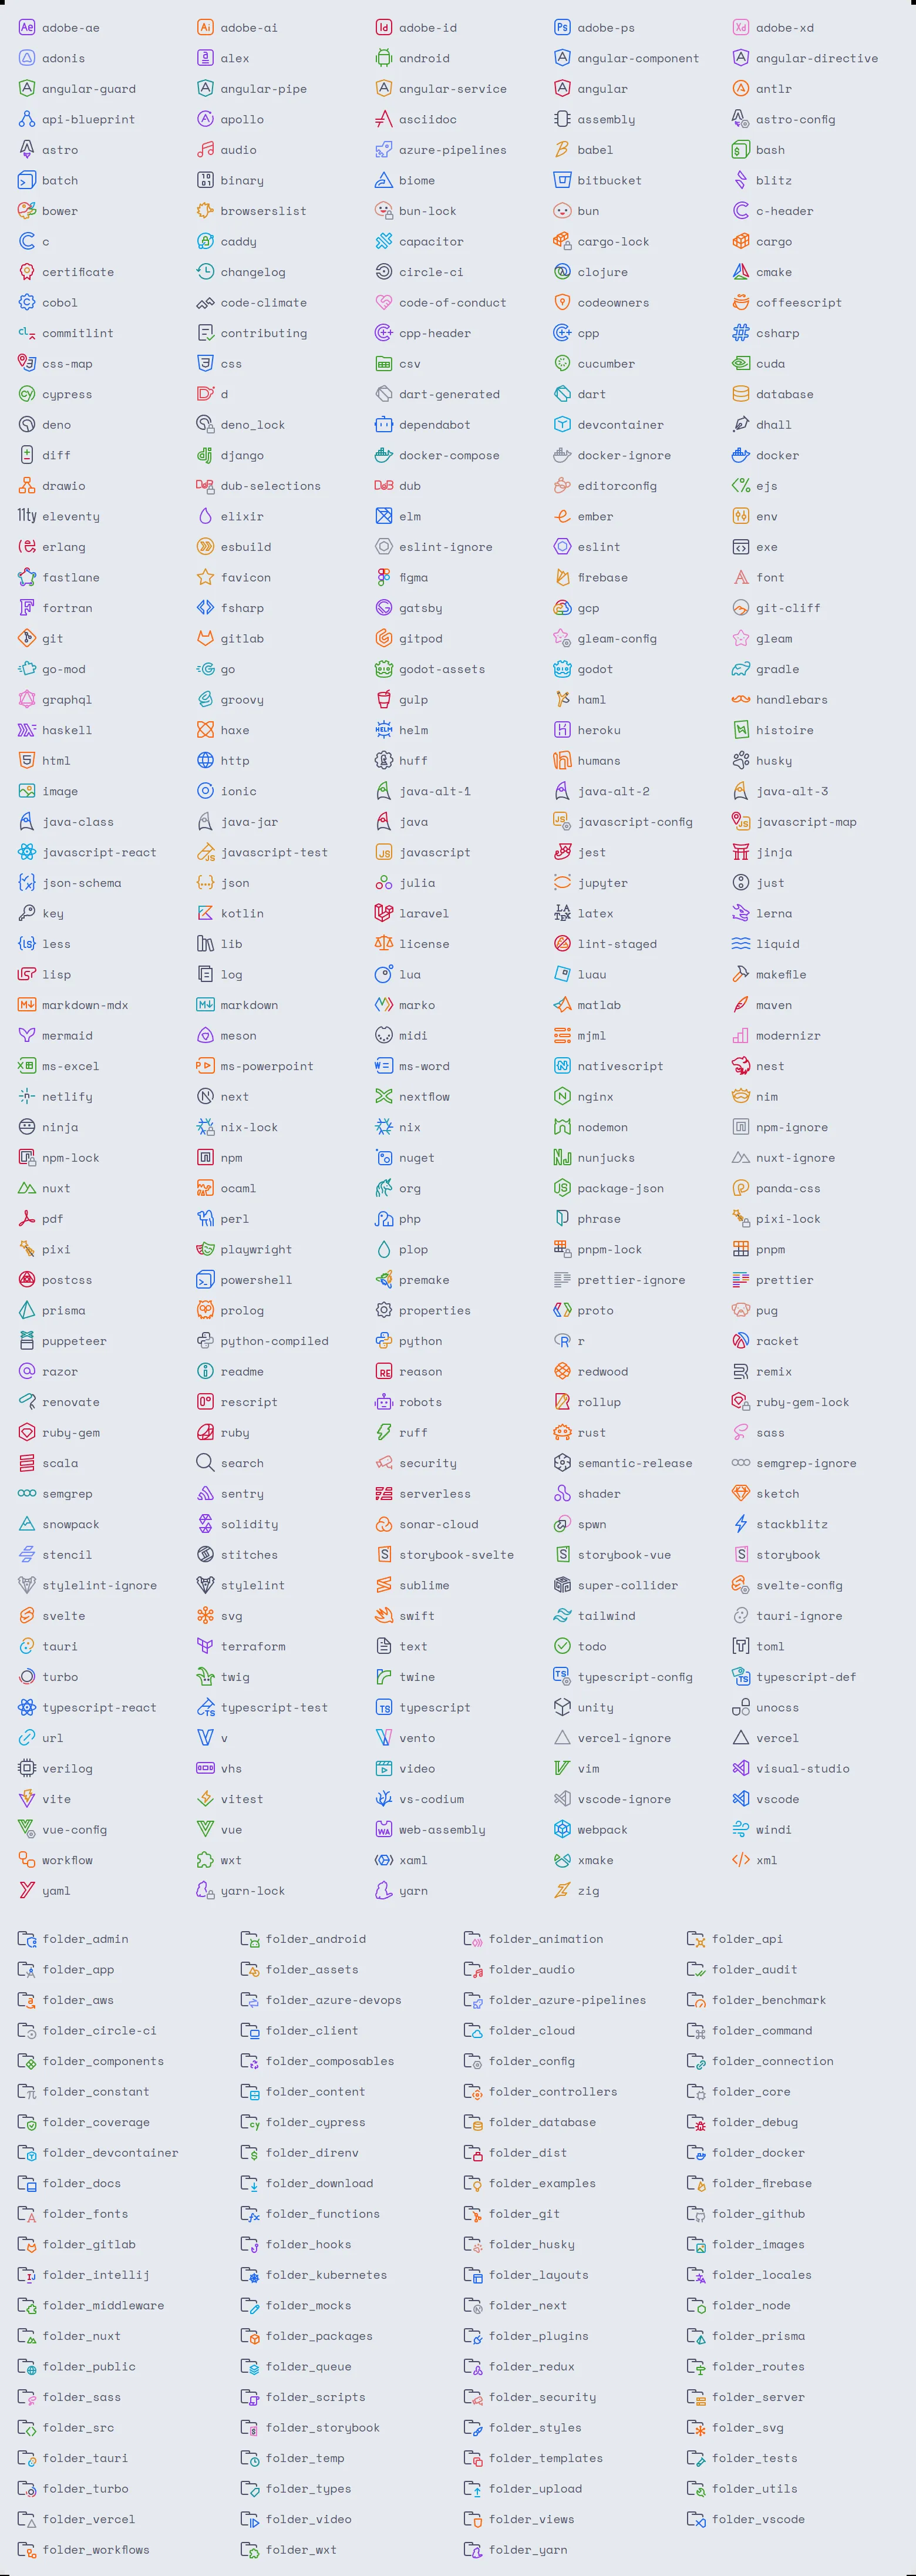 adobe-ae adobe-ai adobe-id adobe-ps adobe-xd
adonis alex android angular-component angular-directive
angular-guard angular-pipe angular-service angular antlr
api-blueprint apollo asciidoc assembly astro-config
astro audio azure-pipelines babel bash
batch binary biome bitbucket blitz
bower browserslist bun-lock bun c-header
c caddy capacitor cargo-lock cargo
certificate changelog circle-ci clojure cmake
cobol code-climate code-of-conduct codeowners coffeescript
commitlint contributing cpp-header cpp csharp
css-map css csv cucumber cuda
cypress d dart-generated dart database
deno deno_lock dependabot devcontainer dhall
diff django docker-compose docker-ignore docker
drawio dub-selections dub editorconfig ejs
eleventy elixir elm ember env
erlang esbuild eslint-ignore eslint exe
fastlane favicon figma firebase font
fortran fsharp gatsby gcp git-cliff
git gitlab gitpod gleam-config gleam
go-mod go godot-assets godot gradle
graphql groovy gulp haml handlebars
haskell haxe helm heroku histoire
html http huff humans husky
image ionic java-alt-1 java-alt-2 java-alt-3
java-class java-jar java javascript-config javascript-map
javascript-react javascript-test javascript jest jinja
json-schema json julia jupyter just
key kotlin laravel latex lerna
less lib license lint-staged liquid
lisp log lua luau makefile
markdown-mdx markdown marko matlab maven
mermaid meson midi mjml modernizr
ms-excel ms-powerpoint ms-word nativescript nest
netlify next nextflow nginx nim
ninja nix-lock nix nodemon npm-ignore
npm-lock npm nuget nunjucks nuxt-ignore
nuxt ocaml org package-json panda-css
pdf perl php phrase pixi-lock
pixi playwright plop pnpm-lock pnpm
postcss powershell premake prettier-ignore prettier
prisma prolog properties proto pug
puppeteer python-compiled python r racket
razor readme reason redwood remix
renovate rescript robots rollup ruby-gem-lock
ruby-gem ruby ruff rust sass
scala search security semantic-release semgrep-ignore
semgrep sentry serverless shader sketch
snowpack solidity sonar-cloud spwn stackblitz
stencil stitches storybook-svelte storybook-vue storybook
stylelint-ignore stylelint sublime super-collider svelte-config
svelte svg swift tailwind tauri-ignore
tauri terraform text todo toml
turbo twig twine typescript-config typescript-def
typescript-react typescript-test typescript unity unocss
url v vento vercel-ignore vercel
verilog vhs video vim visual-studio
vite vitest vs-codium vscode-ignore vscode
vue-config vue web-assembly webpack windi
workflow wxt xaml xmake xml
yaml yarn-lock yarn zig
folder_admin folder_android folder_animation folder_api
folder_app folder_assets folder_audio folder_audit
folder_aws folder_azure-devops folder_azure-pipelines folder_benchmark
folder_circle-ci folder_client folder_cloud folder_command
folder_components folder_composables folder_config folder_connection
folder_constant folder_content folder_controllers folder_core
folder_coverage folder_cypress folder_database folder_debug
folder_devcontainer folder_direnv folder_dist folder_docker
folder_docs folder_download folder_examples folder_firebase
folder_fonts folder_functions folder_git folder_github
folder_gitlab folder_hooks folder_husky folder_images
folder_intellij folder_kubernetes folder_layouts folder_locales
folder_middleware folder_mocks folder_next folder_node
folder_nuxt folder_packages folder_plugins folder_prisma
folder_public folder_queue folder_redux folder_routes
folder_sass folder_scripts folder_security folder_server
folder_src folder_storybook folder_styles folder_svg
folder_tauri folder_temp folder_templates folder_tests
folder_turbo folder_types folder_upload folder_utils
folder_vercel folder_video folder_views folder_vscode
folder_workflows folder_wxt folder_yarn